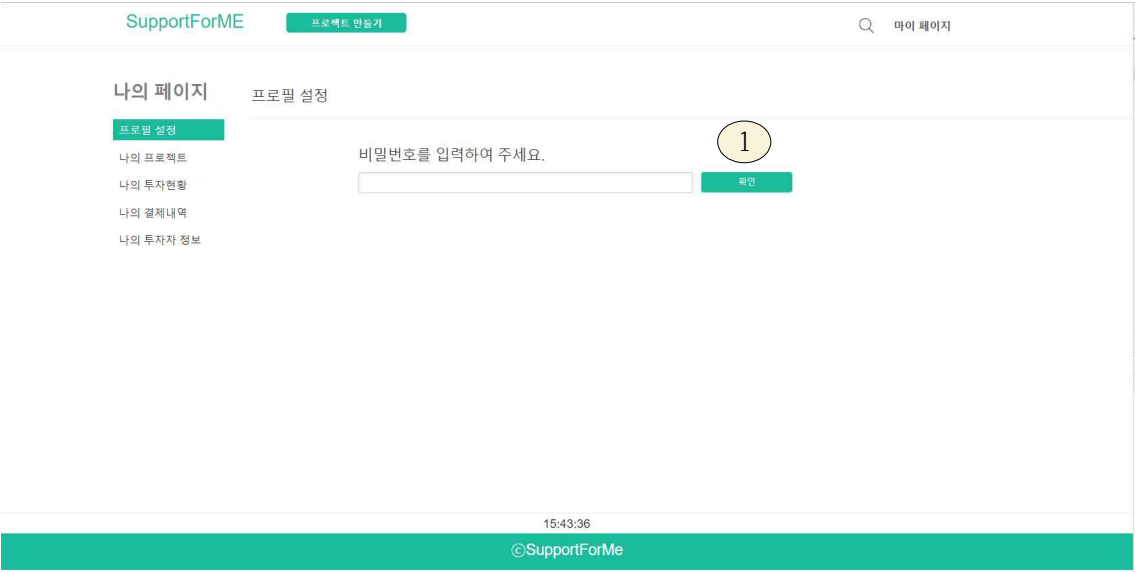 SupportForME
프로젝트 만들기
마이 페이지
나의 페이지
프로필 설정
프로필 설정
나의 프로젝트
나의 투자현황
나의 결제내역
나의 투자자 정보
비밀번호를 입력하여 주세요.
1
확인
15:43:36
ⓒSupportForMe